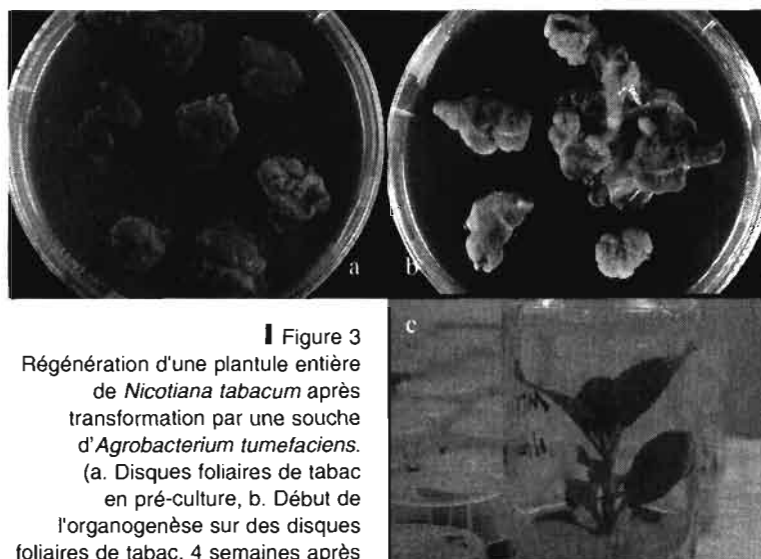 a
b
c
Figure 3
Régénération d'une plantule entière
de Nicotiana tabacum après
transformation par une souche
d'Agrobacterium tumefaciens.
(a. Disques foliaires de tabac
en pré-culture, b. Début de
l'organogenèse sur des disques
foliaires de tabac, 4 semaines après